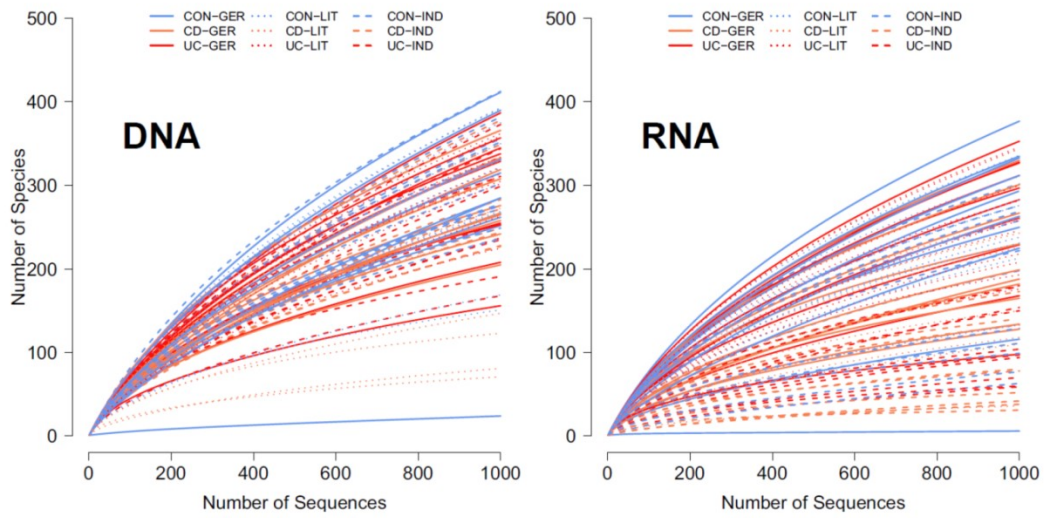 500
CON-GER CON-LIT CON-IND
CD-GER CD-LIT CD-IND
UC-GER UC-LIT UC-IND
400
DNA
300
200
100
0
Number of Species
0 200 400 600 800 1000
Number of Sequences
500
CON-GER CON-LIT CON-IND
CD-GER CD-LIT CD-IND
UC-GER UC-LIT UC-IND
400
RNA
300
200
100
0
Number of Species
0 200 400 600 800 1000
Number of Sequences